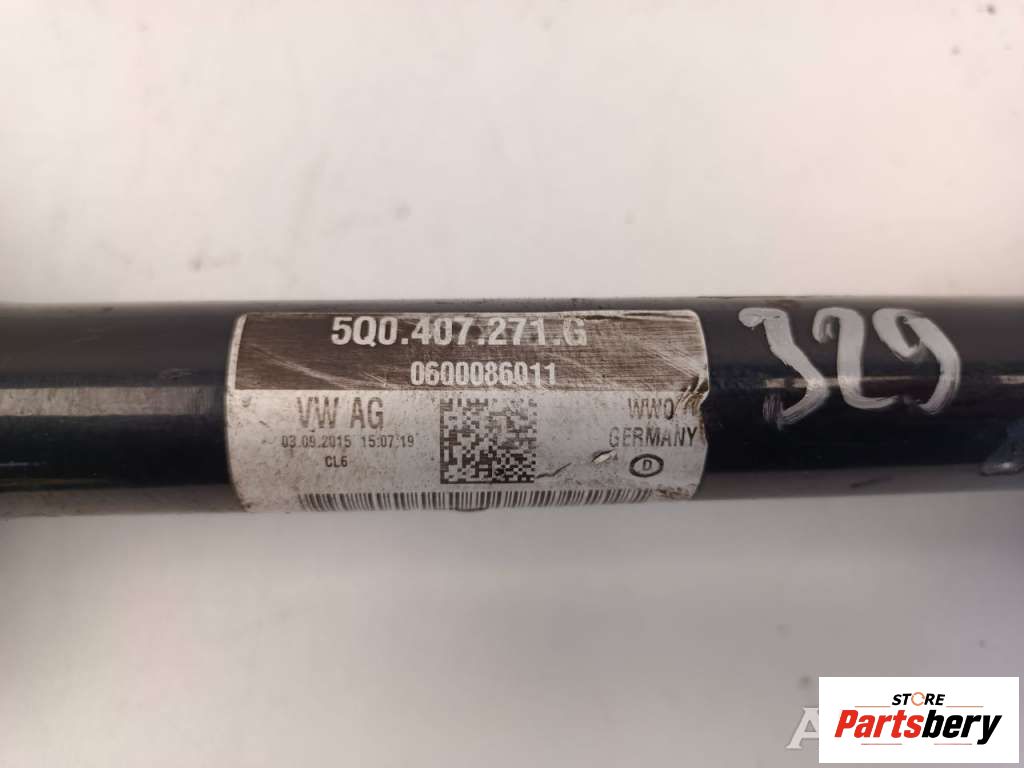 5Q0.407.271.G
0600086011
VW AG
03.09.2015 15:07:19
CL6
GERMANY
D
329
STORE
Partsbery